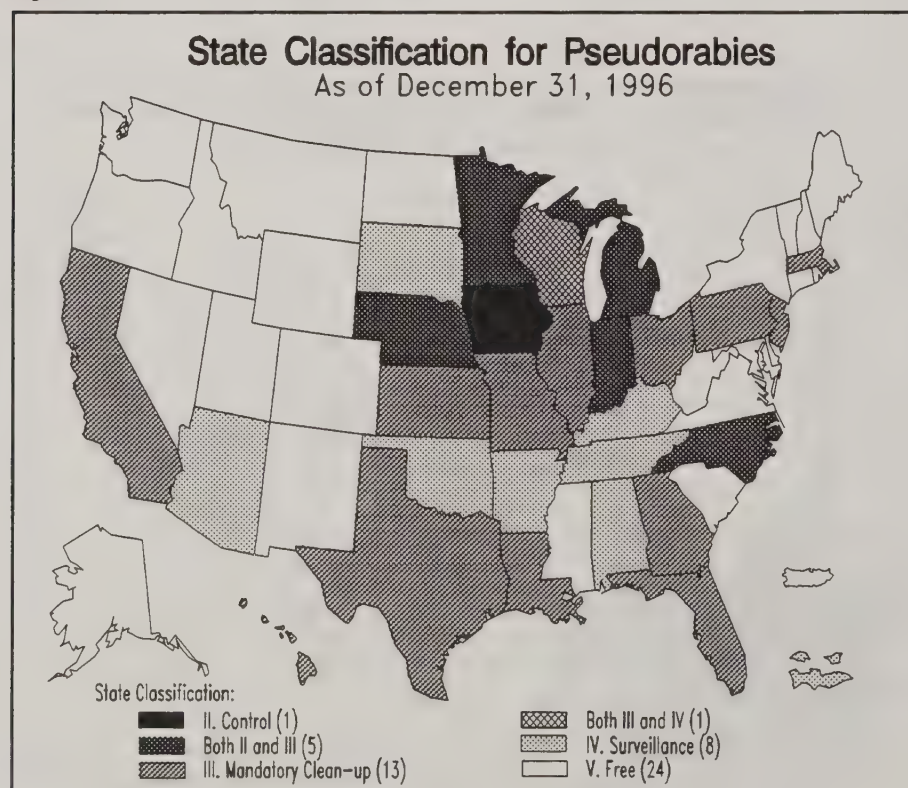 State Classification for Pseudorabies
As of December 31, 1996
State Classification:
II. Control (1)
Both II and III (5)
III. Mandatory Clean-up (13)
Both III and IV (1)
IV. Surveillance (8)
V. Free (24)